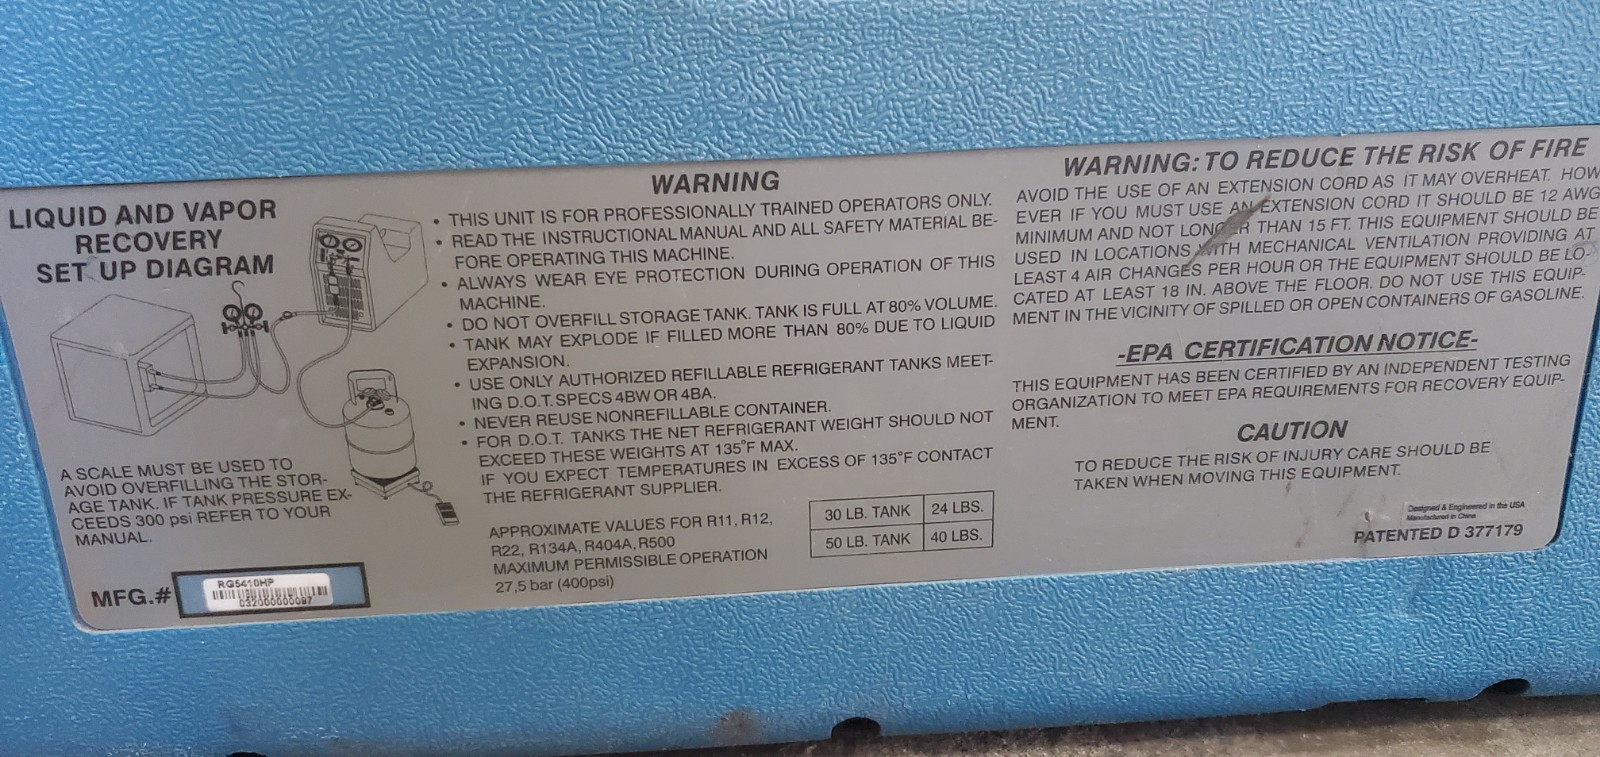 LIQUID AND VAPOR
RECOVERY
SET UP DIAGRAM
A SCALE MUST BE USED TO
AVOID OVERFILLING THE STOR-
AGE TANK. IF TANK PRESSURE EX-
CEEDS 300 psi REFER TO YOUR
MANUAL.
MFG.#
RG5410HP
032000000097
WARNING
• THIS UNIT IS FOR PROFESSIONALLY TRAINED OPERATORS ONLY.
• READ THE INSTRUCTIONAL MANUAL AND ALL SAFETY MATERIAL BE-
FORE OPERATING THIS MACHINE.
• ALWAYS WEAR EYE PROTECTION DURING OPERATION OF THIS
MACHINE.
• DO NOT OVERFILL STORAGE TANK. TANK IS FULL AT 80% VOLUME.
• TANK MAY EXPLODE IF FILLED MORE THAN 80% DUE TO LIQUID
EXPANSION.
• USE ONLY AUTHORIZED REFILLABLE REFRIGERANT TANKS MEET-
ING D.O.T. SPECS 4BW OR 4BA.
• NEVER REUSE NONREFILLABLE CONTAINER.
• FOR D.O.T. TANKS THE NET REFRIGERANT WEIGHT SHOULD NOT
EXCEED THESE WEIGHTS AT 135°F MAX.
IF YOU EXPECT TEMPERATURES IN EXCESS OF 135°F CONTACT
THE REFRIGERANT SUPPLIER.
APPROXIMATE VALUES FOR R11, R12,
R22, R134A, R404A, R500
MAXIMUM PERMISSIBLE OPERATION
27,5 bar (400psi)
30 LB. TANK 24 LBS.
50 LB. TANK 40 LBS.
WARNING: TO REDUCE THE RISK OF FIRE
AVOID THE USE OF AN EXTENSION CORD AS IT MAY OVERHEAT. HOW
EVER IF YOU MUST USE AN EXTENSION CORD IT SHOULD BE 12 AWG
MINIMUM AND NOT LONGER THAN 15 FT. THIS EQUIPMENT SHOULD BE
USED IN LOCATIONS WITH MECHANICAL VENTILATION PROVIDING AT
LEAST 4 AIR CHANGES PER HOUR OR THE EQUIPMENT SHOULD BE LO-
CATED AT LEAST 18 IN. ABOVE THE FLOOR. DO NOT USE THIS EQUIP-
MENT IN THE VICINITY OF SPILLED OR OPEN CONTAINERS OF GASOLINE.
-EPA CERTIFICATION NOTICE-
THIS EQUIPMENT HAS BEEN CERTIFIED BY AN INDEPENDENT TESTING
ORGANIZATION TO MEET EPA REQUIREMENTS FOR RECOVERY EQUIP-
MENT.
CAUTION
TO REDUCE THE RISK OF INJURY CARE SHOULD BE
TAKEN WHEN MOVING THIS EQUIPMENT.
Designed & Engineered in the USA
Manufactured in China
PATENTED D 377179